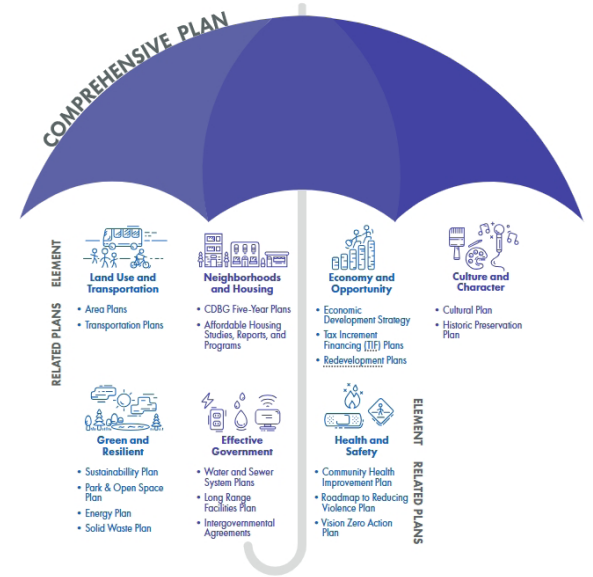 COMPREHENSIVE PLAN
ELEMENT
RELATED PLANS
Land Use and
Transportation
• Area Plans
• Transportation Plans
Neighborhoods
and Housing
• CDBG Five-Year Plans
• Affordable Housing
Studies, Reports, and
Programs
Economy and
Opportunity
• Economic
Development Strategy
• Tax Increment
Financing (TIF) Plans
• Redevelopment Plans
Culture and
Character
• Cultural Plan
• Historic Preservation
Plan
Green and
Resilient
• Sustainabillity Plan
• Park & Open Space
Plan
• Energy Plan
• Solid Waste Plan
Effective
Government
• Water and Sewer
System Plans
• Long Range
Facilities Plan
• Intergovernmental
Agreements
Health and
Safety
• Community Health
Improvement Plan
• Roadmap to Reducing
Violence Plan
• Vision Zero Action
Plan
ELEMENT
RELATED PLANS